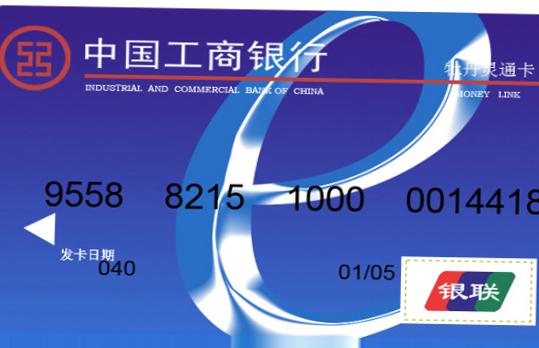 中国工商银行
INDUSTRIAL AND COMMERCIAL BANK OF CHINA
牡丹灵通卡
MONEY LINK
9558 8215 1000 0014418
发卡日期
040
01/05
银联